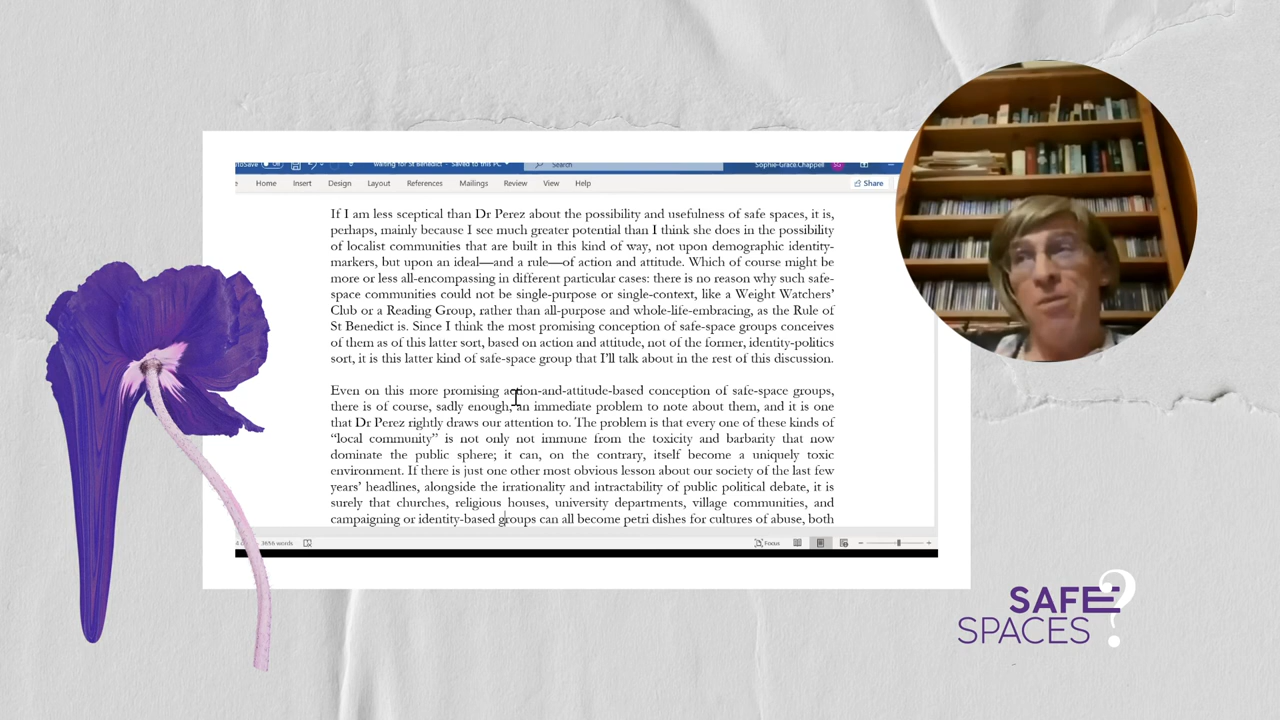 Waiting for St Benedict - Saved to this PC
Search
Sophie-Grace Chappell
SG
Home Insert Design Layout References Mailings Review View Help
Share
If I am less sceptical than Dr Perez about the possibility and usefulness of safe spaces, it is,
perhaps, mainly because I see much greater potential than I think she does in the possibility
of localist communities that are built in this kind of way, not upon demographic identity-
markers, but upon an ideal—and a rule—of action and attitude. Which of course might be
more or less all-encompassing in different particular cases: there is no reason why such safe-
space communities could not be single-purpose or single-context, like a Weight Watchers’
Club or a Reading Group, rather than all-purpose and whole-life-embracing, as the Rule of
St Benedict is. Since I think the most promising conception of safe-space groups conceives
of them as of this latter sort, based on action and attitude, not of the former, identity-politics
sort, it is this latter kind of safe-space group that I’ll talk about in the rest of this discussion.
Even on this more promising action-and-attitude-based conception of safe-space groups,
there is of course, sadly enough, an immediate problem to note about them, and it is one
that Dr Perez rightly draws our attention to. The problem is that every one of these kinds of
“local community” is not only not immune from the toxicity and barbarity that now
dominate the public sphere; it can, on the contrary, itself become a uniquely toxic
environment. If there is just one other most obvious lesson about our society of the last few
years’ headlines, alongside the irrationality and intractability of public political debate, it is
surely that churches, religious houses, university departments, village communities, and
campaigning or identity-based groups can all become petri dishes for cultures of abuse, both
3656 words
Focus
SAFE
SPACES?